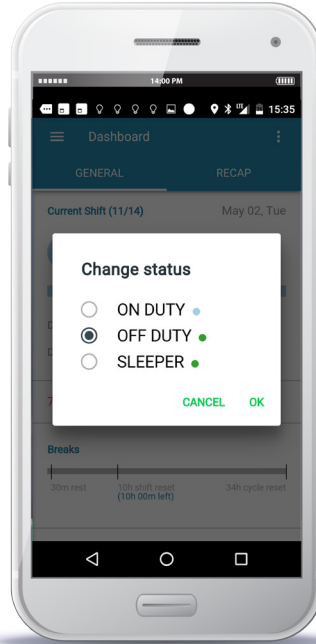 14:00 PM
LTE
15:35
Dashboard
GENERAL
RECAP
Current Shift (11/14)
May 02, Tue
Change status
ON DUTY
OFF DUTY
SLEEPER
CANCEL
OK
Breaks
30m rest
10h shift reset
34h cycle reset
(10h 00m left)